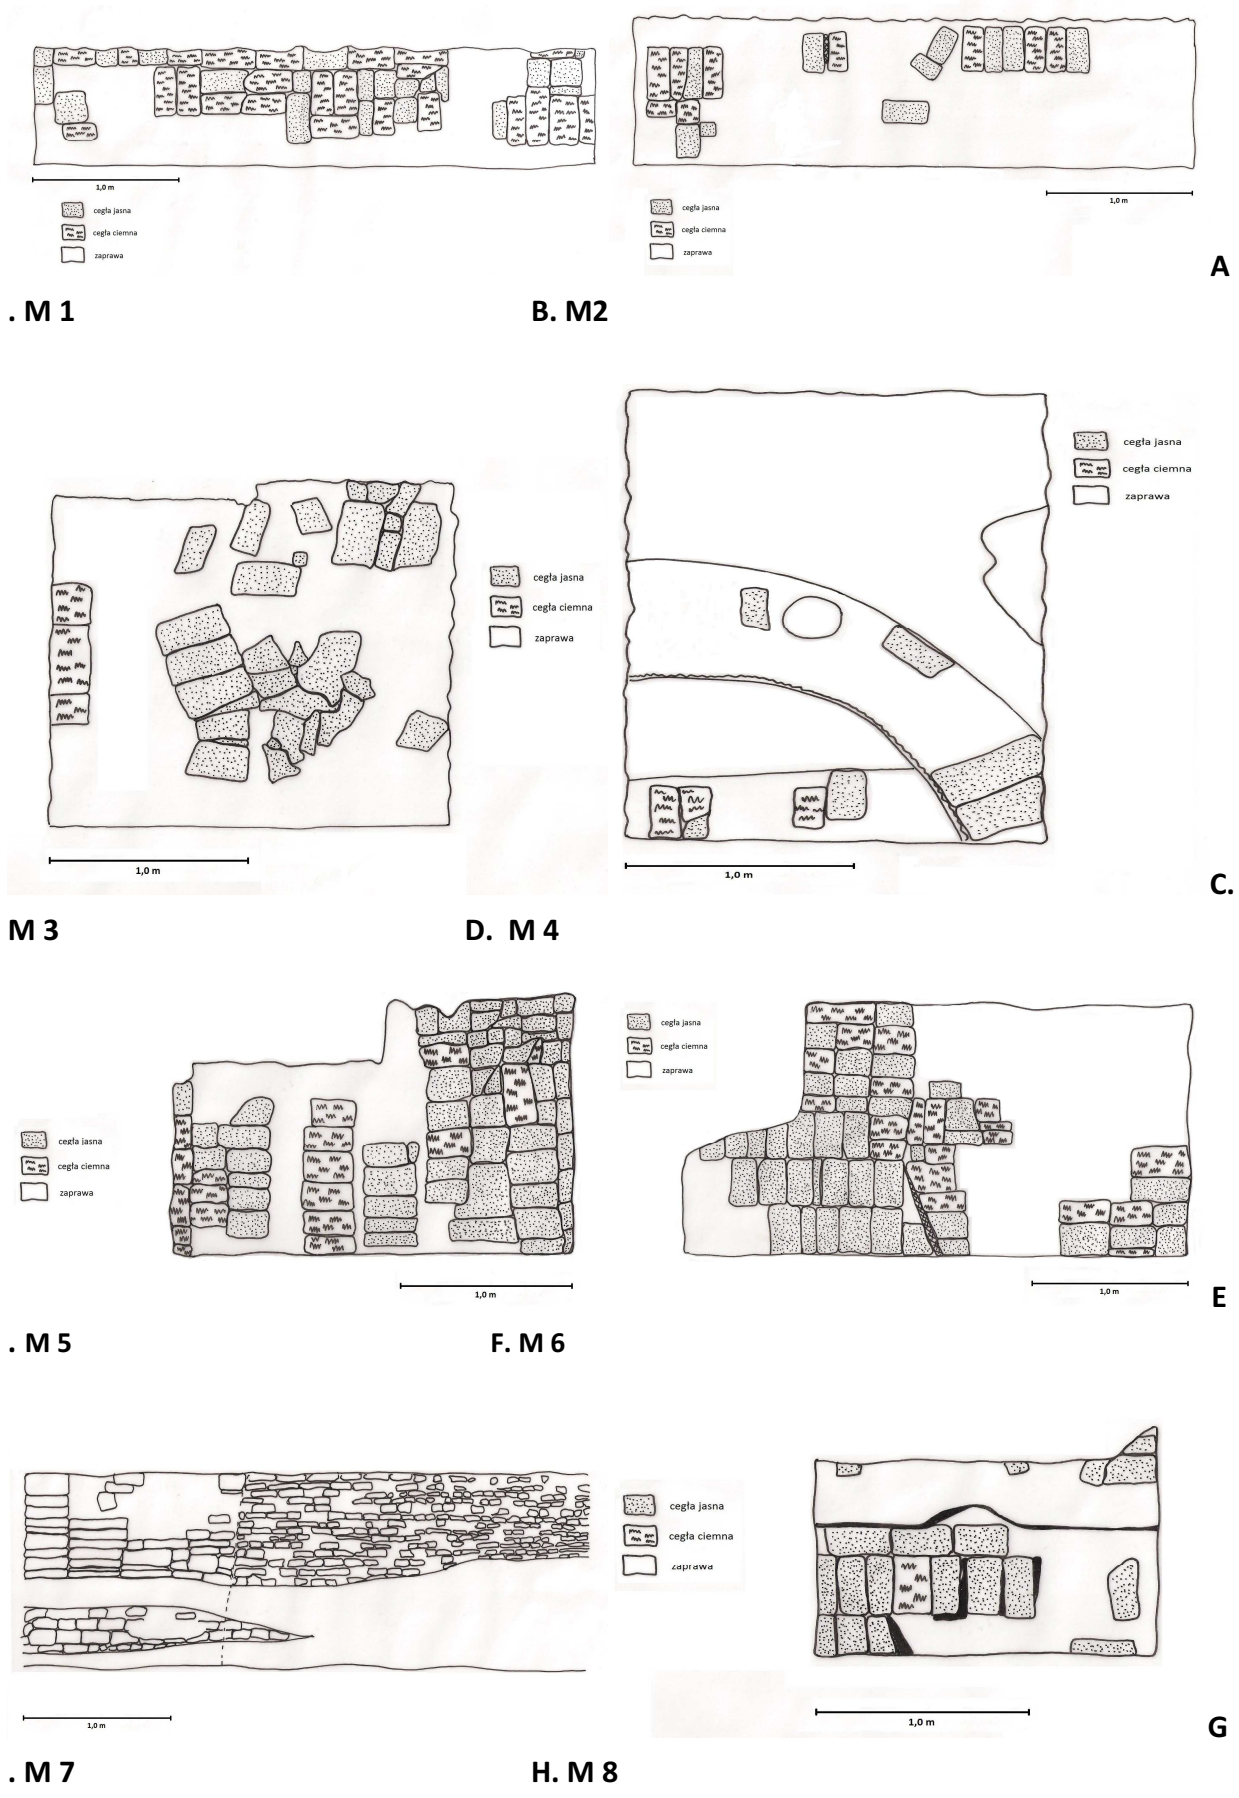 1,0 m
cegła jasna
cegła ciemna
zaprawa
1,0 m
cegła jasna
cegła ciemna
zaprawa
A
. M 1 B. M2
cegła jasna
cegła ciemna
zaprawa
1,0 m
cegła jasna
cegła ciemna
zaprawa
1,0 m
C.
M 3 D. M 4
cegła jasna
cegła ciemna
zaprawa
1,0 m
cegła jasna
cegła ciemna
zaprawa
1,0 m
E
. M 5 F. M 6
1,0 m
cegła jasna
cegła ciemna
zaprawa
1,0 m
G
. M 7 H. M 8